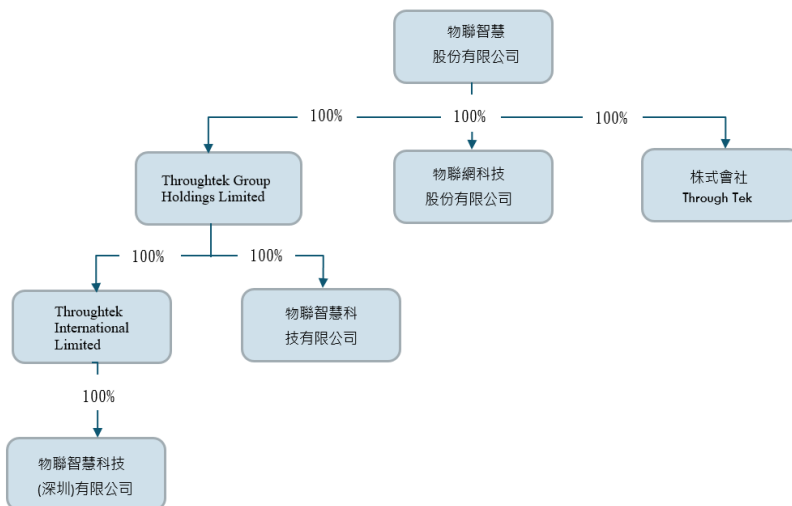 物聯智慧
股份有限公司
100%
100%
100%
Throughtek Group
Holdings Limited
物聯網科技
股份有限公司
株式會社
Through Tek
100%
100%
Throughtek
International
Limited
物聯智慧科
技有限公司
100%
物聯智慧科技
(深圳)有限公司